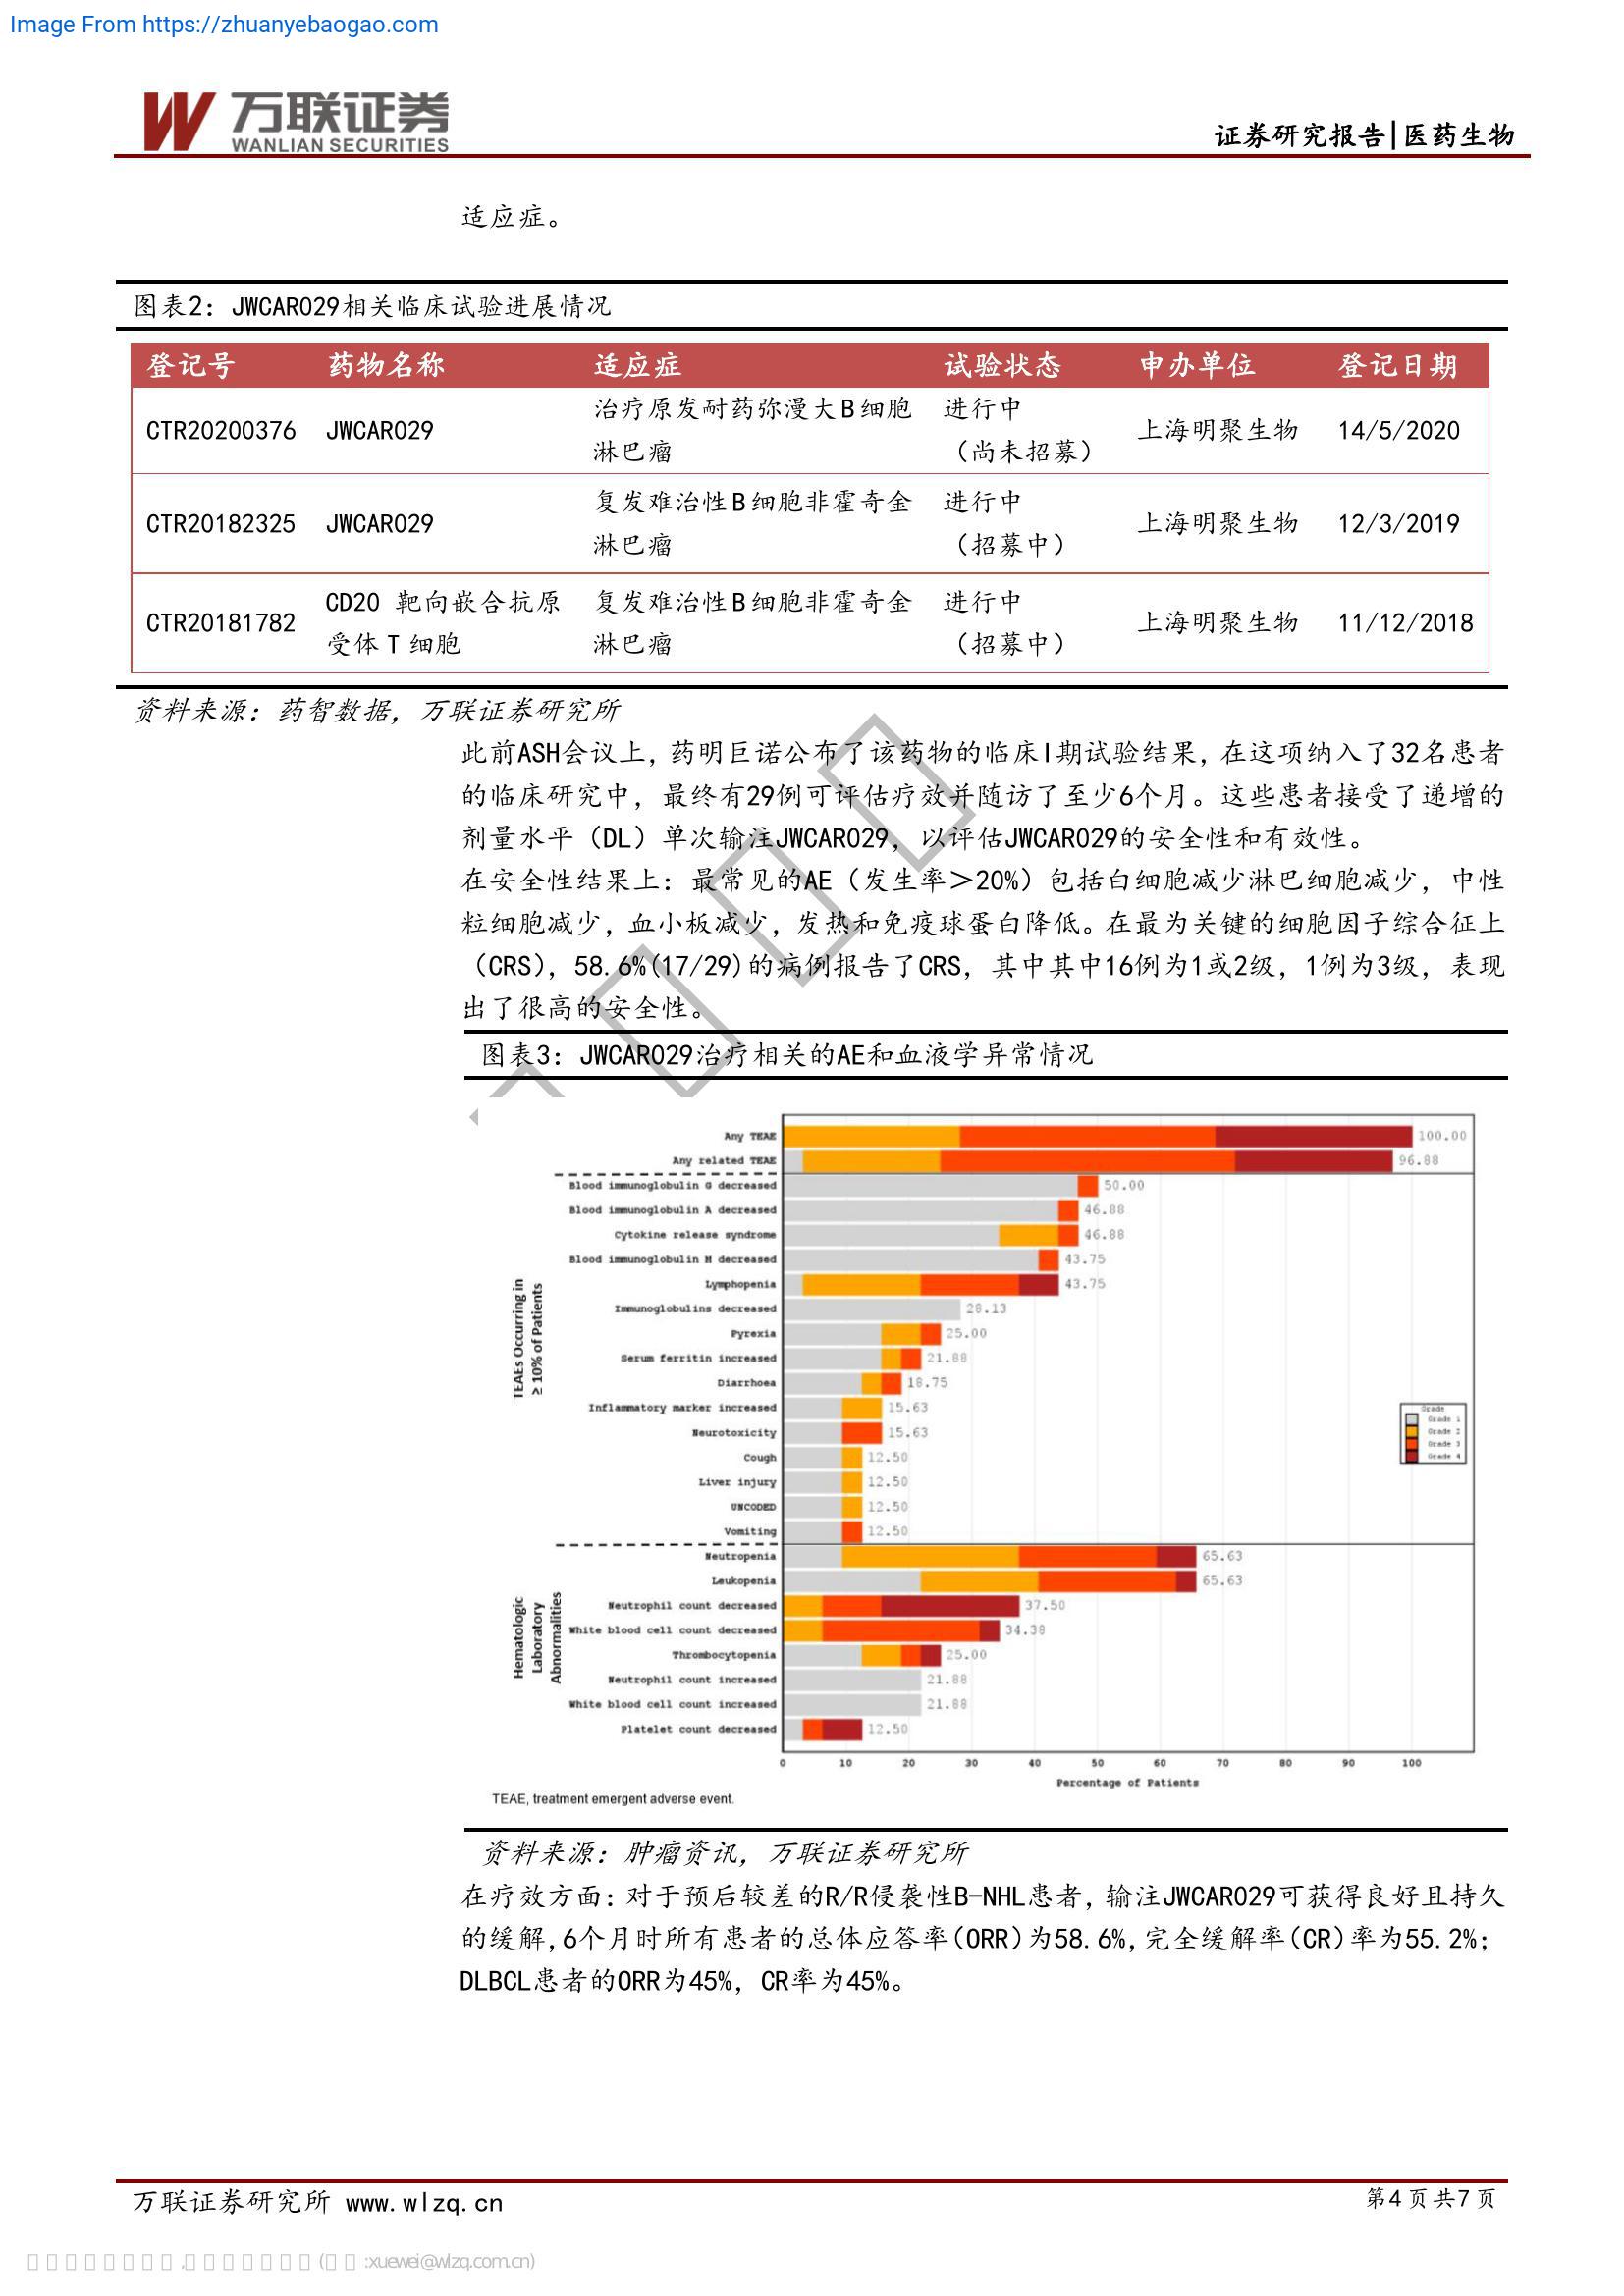 Image From https://zhuanyebaogao.com
万联证券
WANLIAN SECURITIES
证券研究报告|医药生物
适应症。
图表2：JWCAR029相关临床试验进展情况
登记号 药物名称 适应症 试验状态 申办单位 登记日期
CTR20200376 JWCAR029 治疗原发耐药弥漫大B细胞淋巴瘤 进行中（尚未招募） 上海明聚生物 14/5/2020
CTR20182325 JWCAR029 复发难治性B细胞非霍奇金淋巴瘤 进行中（招募中） 上海明聚生物 12/3/2019
CTR20181782 CD20 靶向嵌合抗原受体T细胞 复发难治性B细胞非霍奇金淋巴瘤 进行中（招募中） 上海明聚生物 11/12/2018
资料来源：药智数据，万联证券研究所
此前ASH会议上，药明巨诺公布了该药物的临床I期试验结果，在这项纳入了32名患者
的临床研究中，最终有29例可评估疗效并随访了至少6个月。这些患者接受了递增的
剂量水平（DL）单次输注JWCAR029，以评估JWCAR029的安全性和有效性。
在安全性结果上：最常见的AE（发生率＞20%）包括白细胞减少淋巴细胞减少，中性
粒细胞减少，血小板减少，发热和免疫球蛋白降低。在最为关键的细胞因子综合征上
（CRS），58.6%(17/29)的病例报告了CRS，其中其中16例为1或2级，1例为3级，表现
出了很高的安全性。
图表3：JWCAR029治疗相关的AE和血液学异常情况
Any TEAE 100.00
Any related TEAE 96.88
TEAEs Occurring in
≥ 10% of Patients
Blood immunoglobulin G decreased 50.00
Blood immunoglobulin A decreased 46.88
Cytokine release syndrome 46.88
Blood immunoglobulin M decreased 43.75
Lymphopenia 43.75
Immunoglobulins decreased 28.13
Pyrexia 25.00
Serum ferritin increased 21.88
Diarrhoea 18.75
Inflammatory marker increased 15.63
Neurotoxicity 15.63
Cough 12.50
Liver injury 12.50
UNCODED 12.50
Vomiting 12.50
Grade
Grade 1
Grade 2
Grade 3
Grade 4
Hematologic
Laboratory
Abnormalities
Neutropenia 65.63
Leukopenia 65.63
Neutrophil count decreased 37.50
White blood cell count decreased 34.38
Thrombocytopenia 25.00
Neutrophil count increased 21.88
White blood cell count increased 21.88
Platelet count decreased 12.50
0 10 20 30 40 50 60 70 80 90 100
Percentage of Patients
TEAE, treatment emergent adverse event.
资料来源：肿瘤资讯，万联证券研究所
在疗效方面：对于预后较差的R/R侵袭性B-NHL患者，输注JWCAR029可获得良好且持久
的缓解，6个月时所有患者的总体应答率（ORR）为58.6%，完全缓解率（CR）率为55.2%；
DLBCL患者的ORR为45%，CR率为45%。
万联证券研究所 www.wlzq.cn
第4页共7页
:xuewei@wlzq.com.cn)